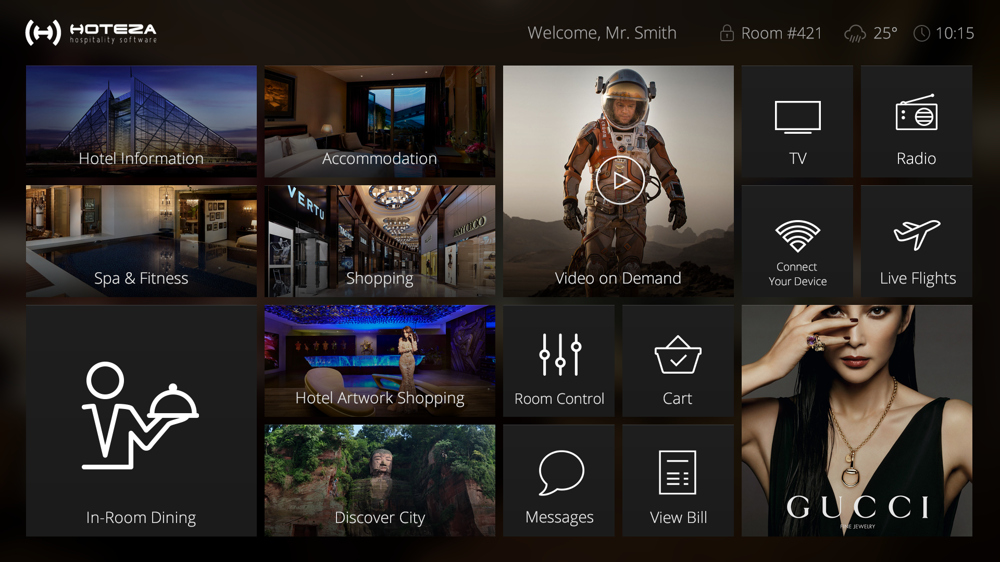 HOTEZA
hospitality software
Welcome, Mr. Smith
Room #421
25°
10:15
Hotel Information
Accommodation
TV
Radio
VERTU
TAGHEUER
JIMMY CHOO
Spa & Fitness
Shopping
Video on Demand
Connect
Your Device
Live Flights
Hotel Artwork Shopping
Room Control
Cart
In-Room Dining
Discover City
Messages
View Bill
GUCCI
FINE JEWELRY